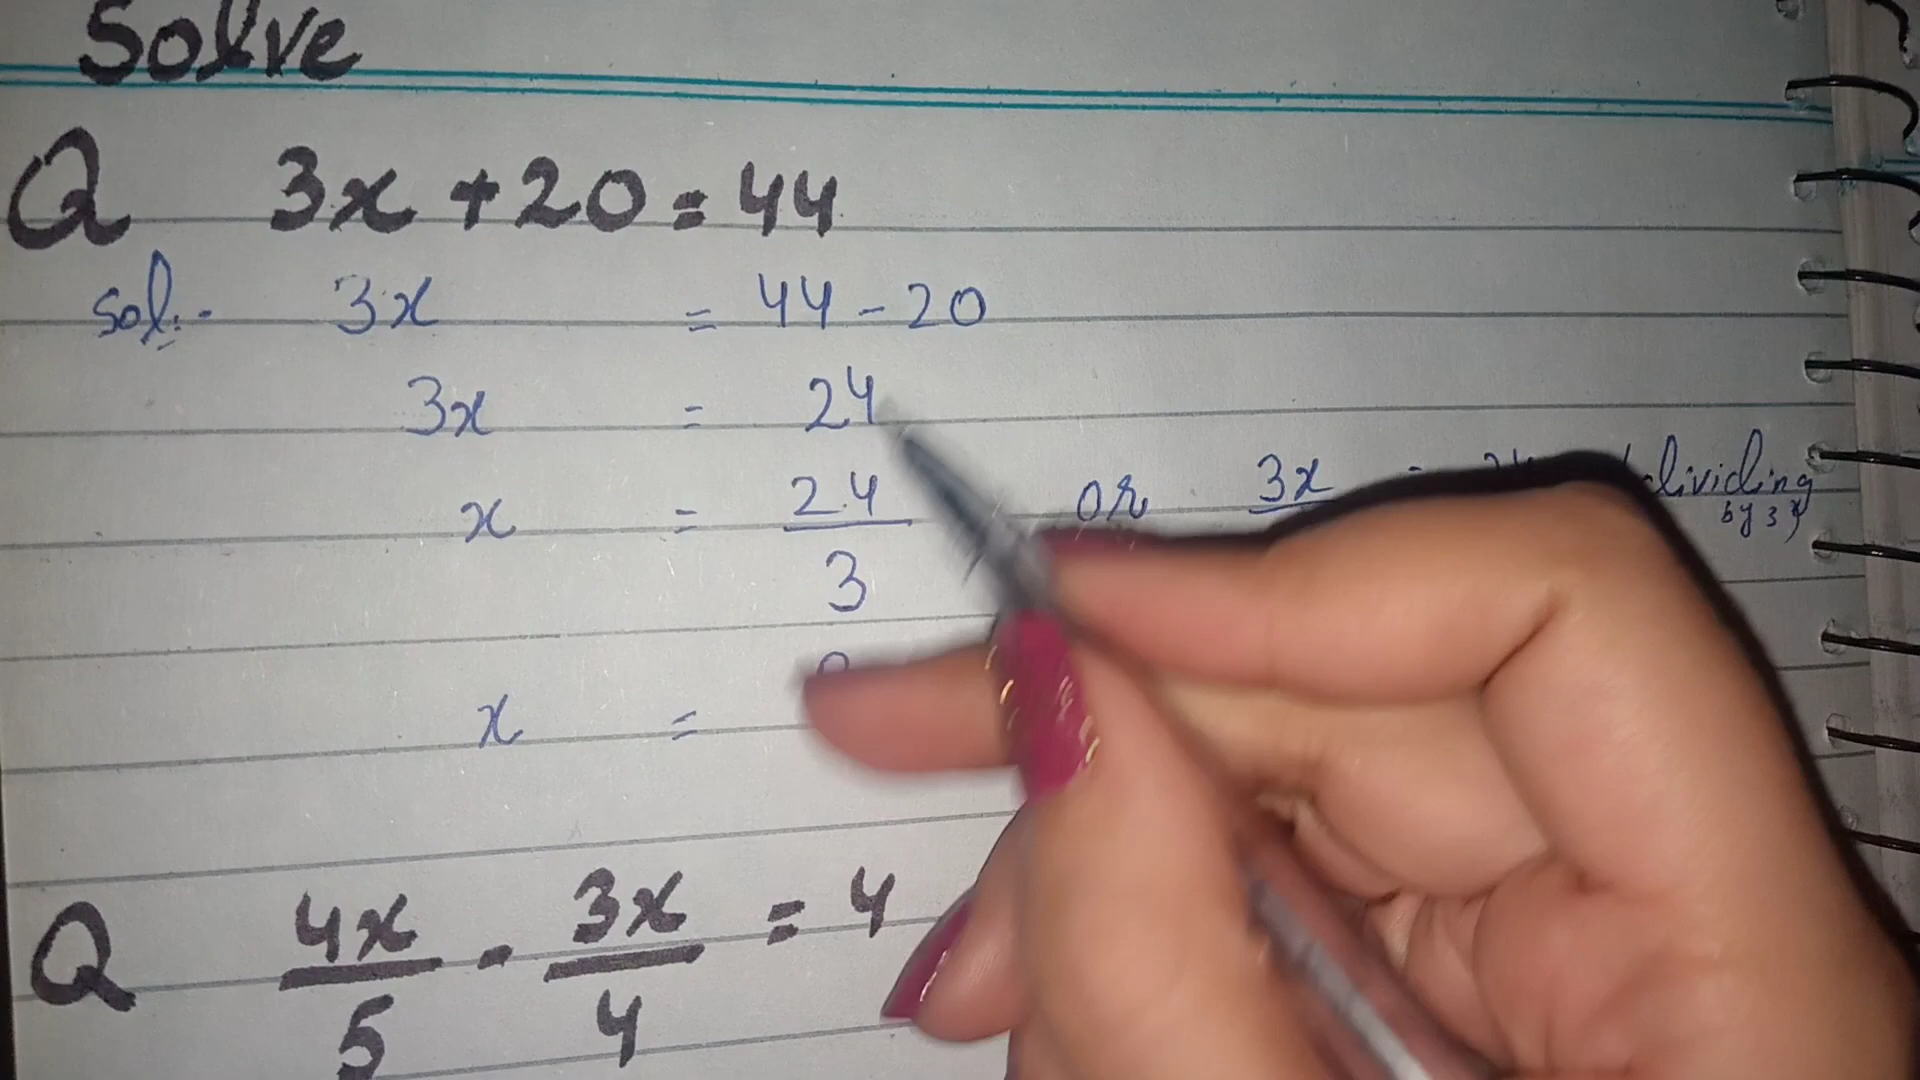 Solve
Q 3x + 20 = 44
Sol:- 3x = 44 - 20
3x = 24
x = 24/3 or 3x dividing by 3
x =
Q 4x/5 - 3x/4 = 4